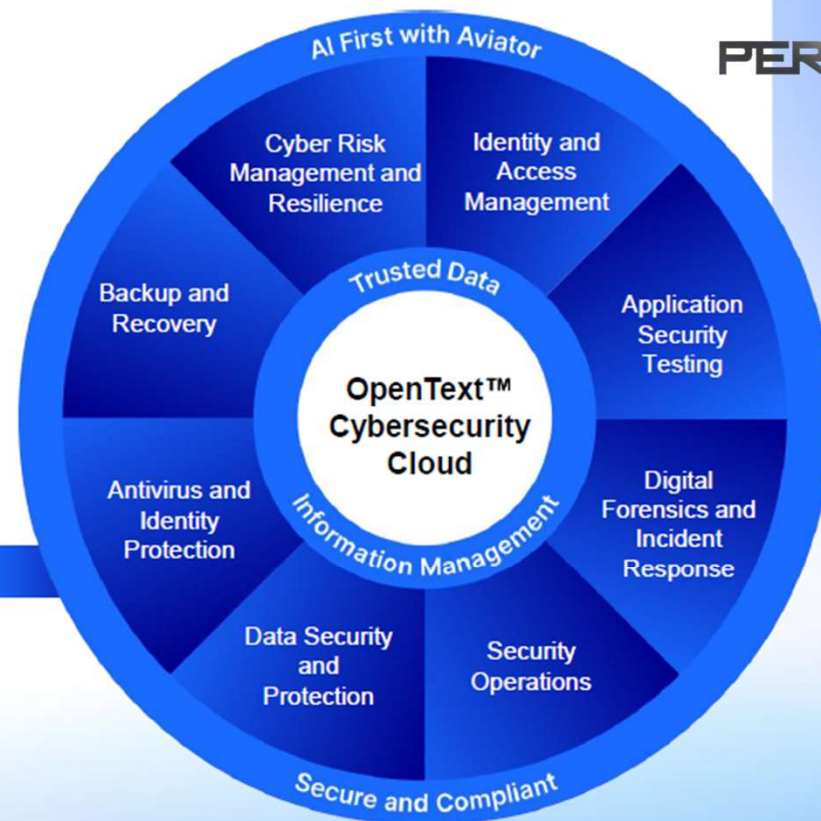 AI First with Aviator
PER
Cyber Risk
Management and
Resilience
Identity and
Access
Management
Backup and
Recovery
Trusted Data
Application
Security
Testing
OpenText™
Cybersecurity
Cloud
Antivirus and
Identity
Protection
Information Management
Digital
Forensics and
Incident
Response
Data Security
and
Protection
Security
Operations
Secure and Compliant